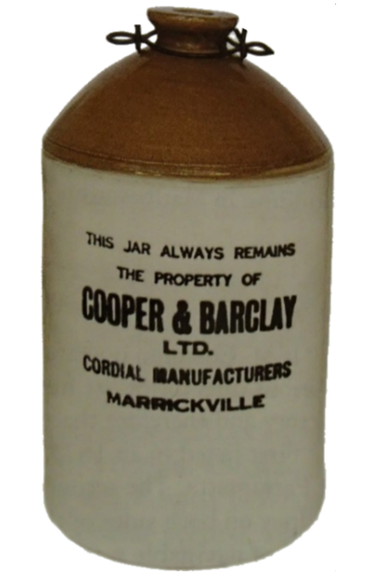 THIS JAR ALWAYS REMAINS
THE PROPERTY OF
COOPER & BARCLAY
LTD.
CORDIAL MANUFACTURERS
MARRICKVILLE